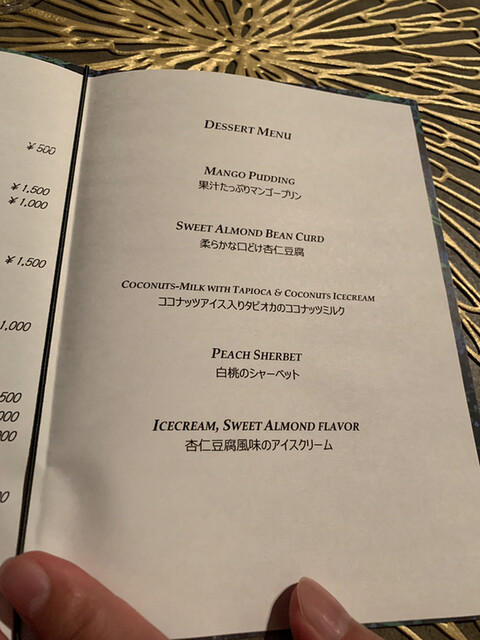 ¥500
¥1,500
¥1,000
¥1,500
1,000
500
000
000
0
DESSERT MENU
MANGO PUDDING
果汁たっぷりマンゴープリン
SWEET ALMOND BEAN CURD
柔らかな口どけ杏仁豆腐
COCONUTS-MILK WITH TAPIOCA & COCONUTS ICECREAM
ココナッツアイス入りタピオカのココナッツミルク
PEACH SHERBET
白桃のシャーベット
ICECREAM, SWEET ALMOND FLAVOR
杏仁豆腐風味のアイスクリーム